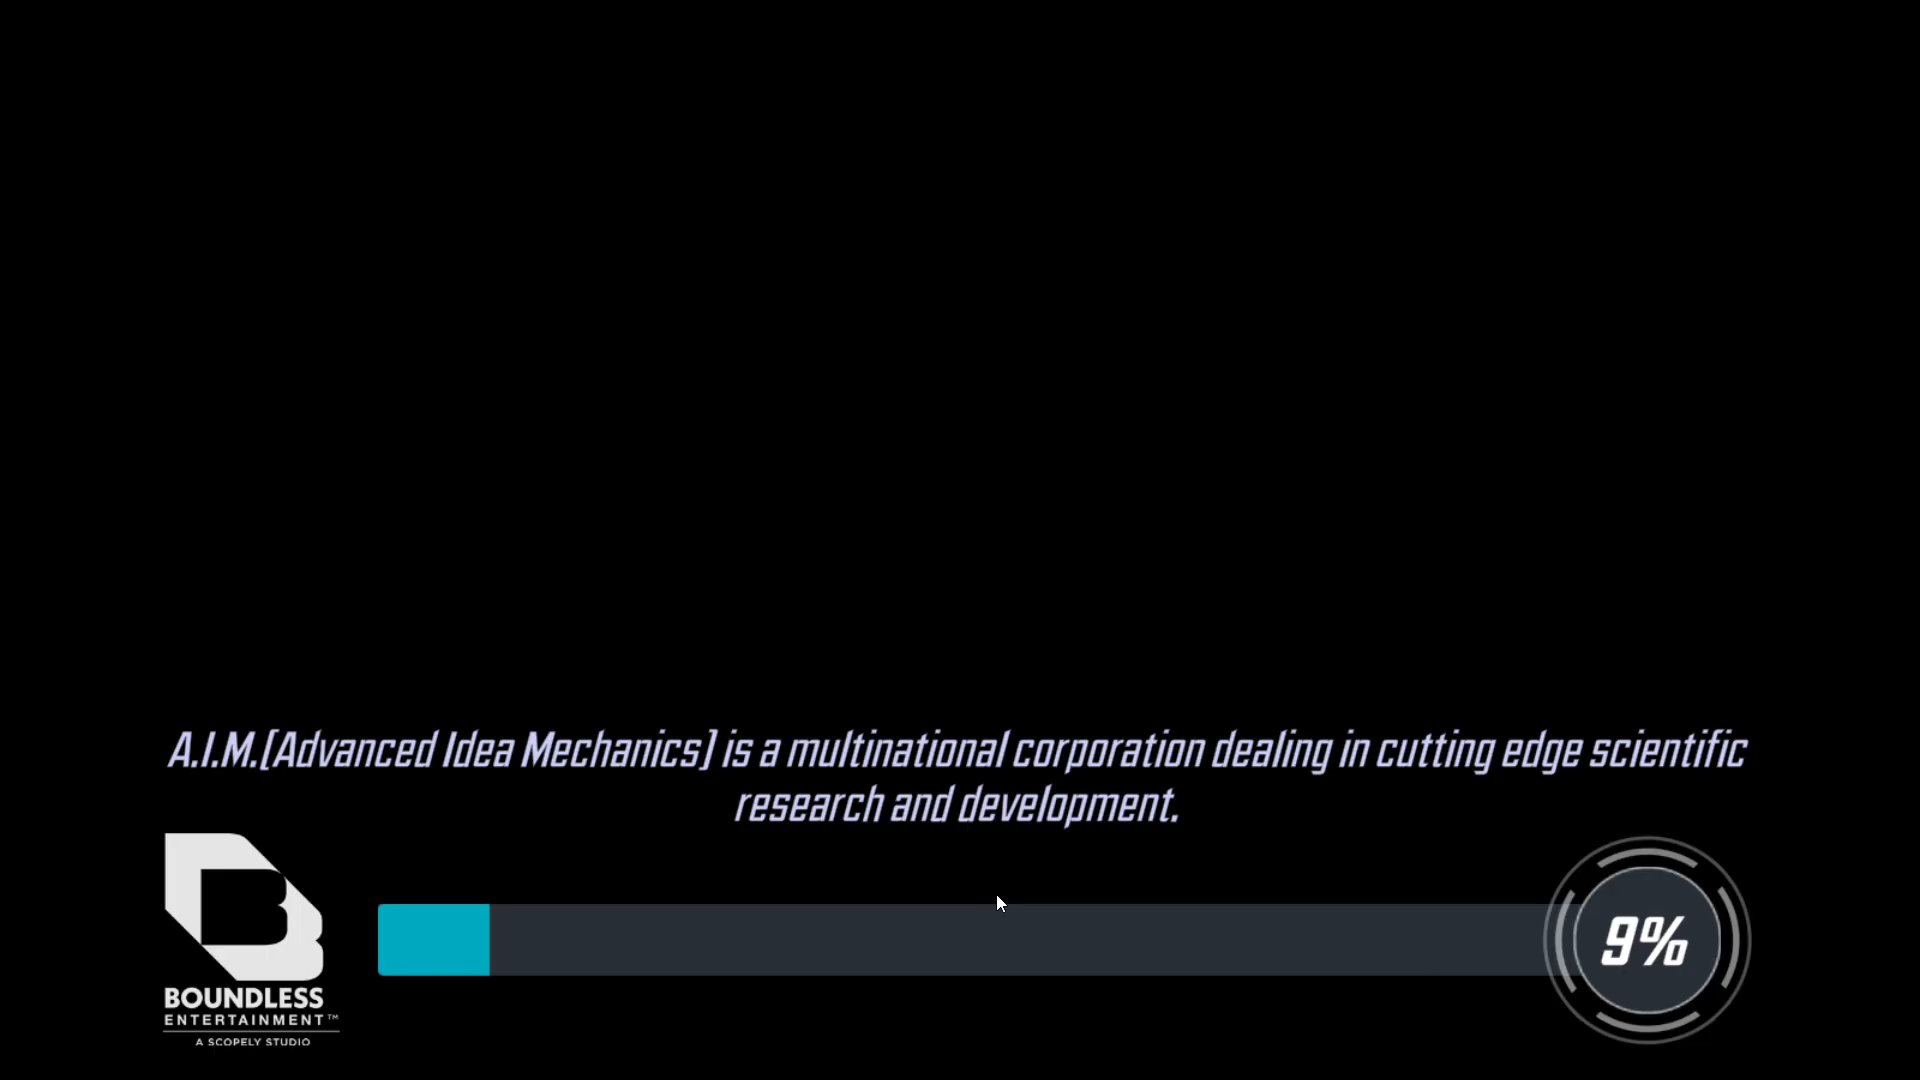 A.I.M.[Advanced Idea Mechanics] is a multinational corporation dealing in cutting edge scientific
research and development.
9%
BOUNDLESS
ENTERTAINMENT™
A SCOPELY STUDIO